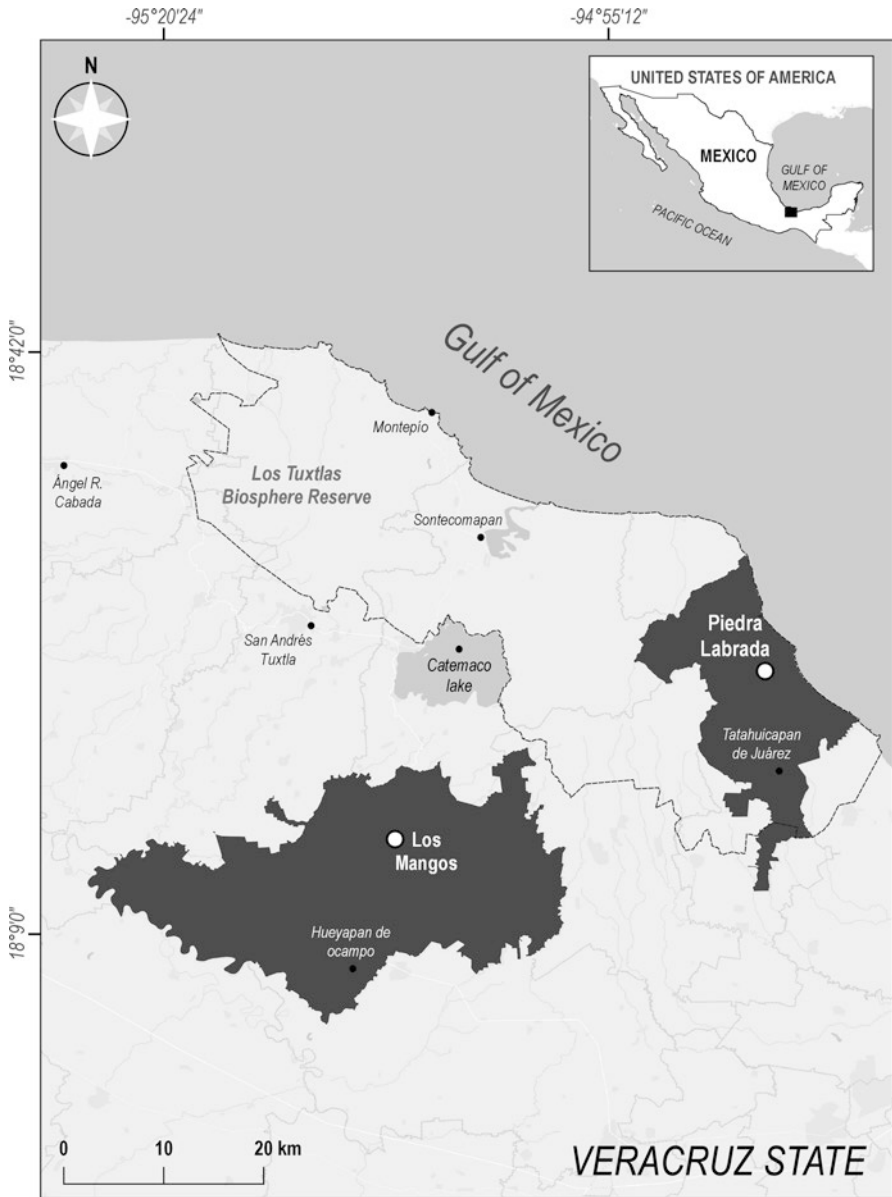 -95°20'24"
-94°55'12"
N
UNITED STATES OF AMERICA
MEXICO
GULF OF
MEXICO
PACIFIC OCEAN
18°42'0"
Gulf of Mexico
Montepío
Ángel R.
Cabada
Los Tuxtlas
Biosphere Reserve
Sontecomapan
San Andrés
Tuxtla
Catemaco
lake
Piedra
Labrada
Tatahuicapan
de Juárez
Los
Mangos
18°9'0"
Hueyapan de
ocampo
0
10
20 km
VERACRUZ STATE